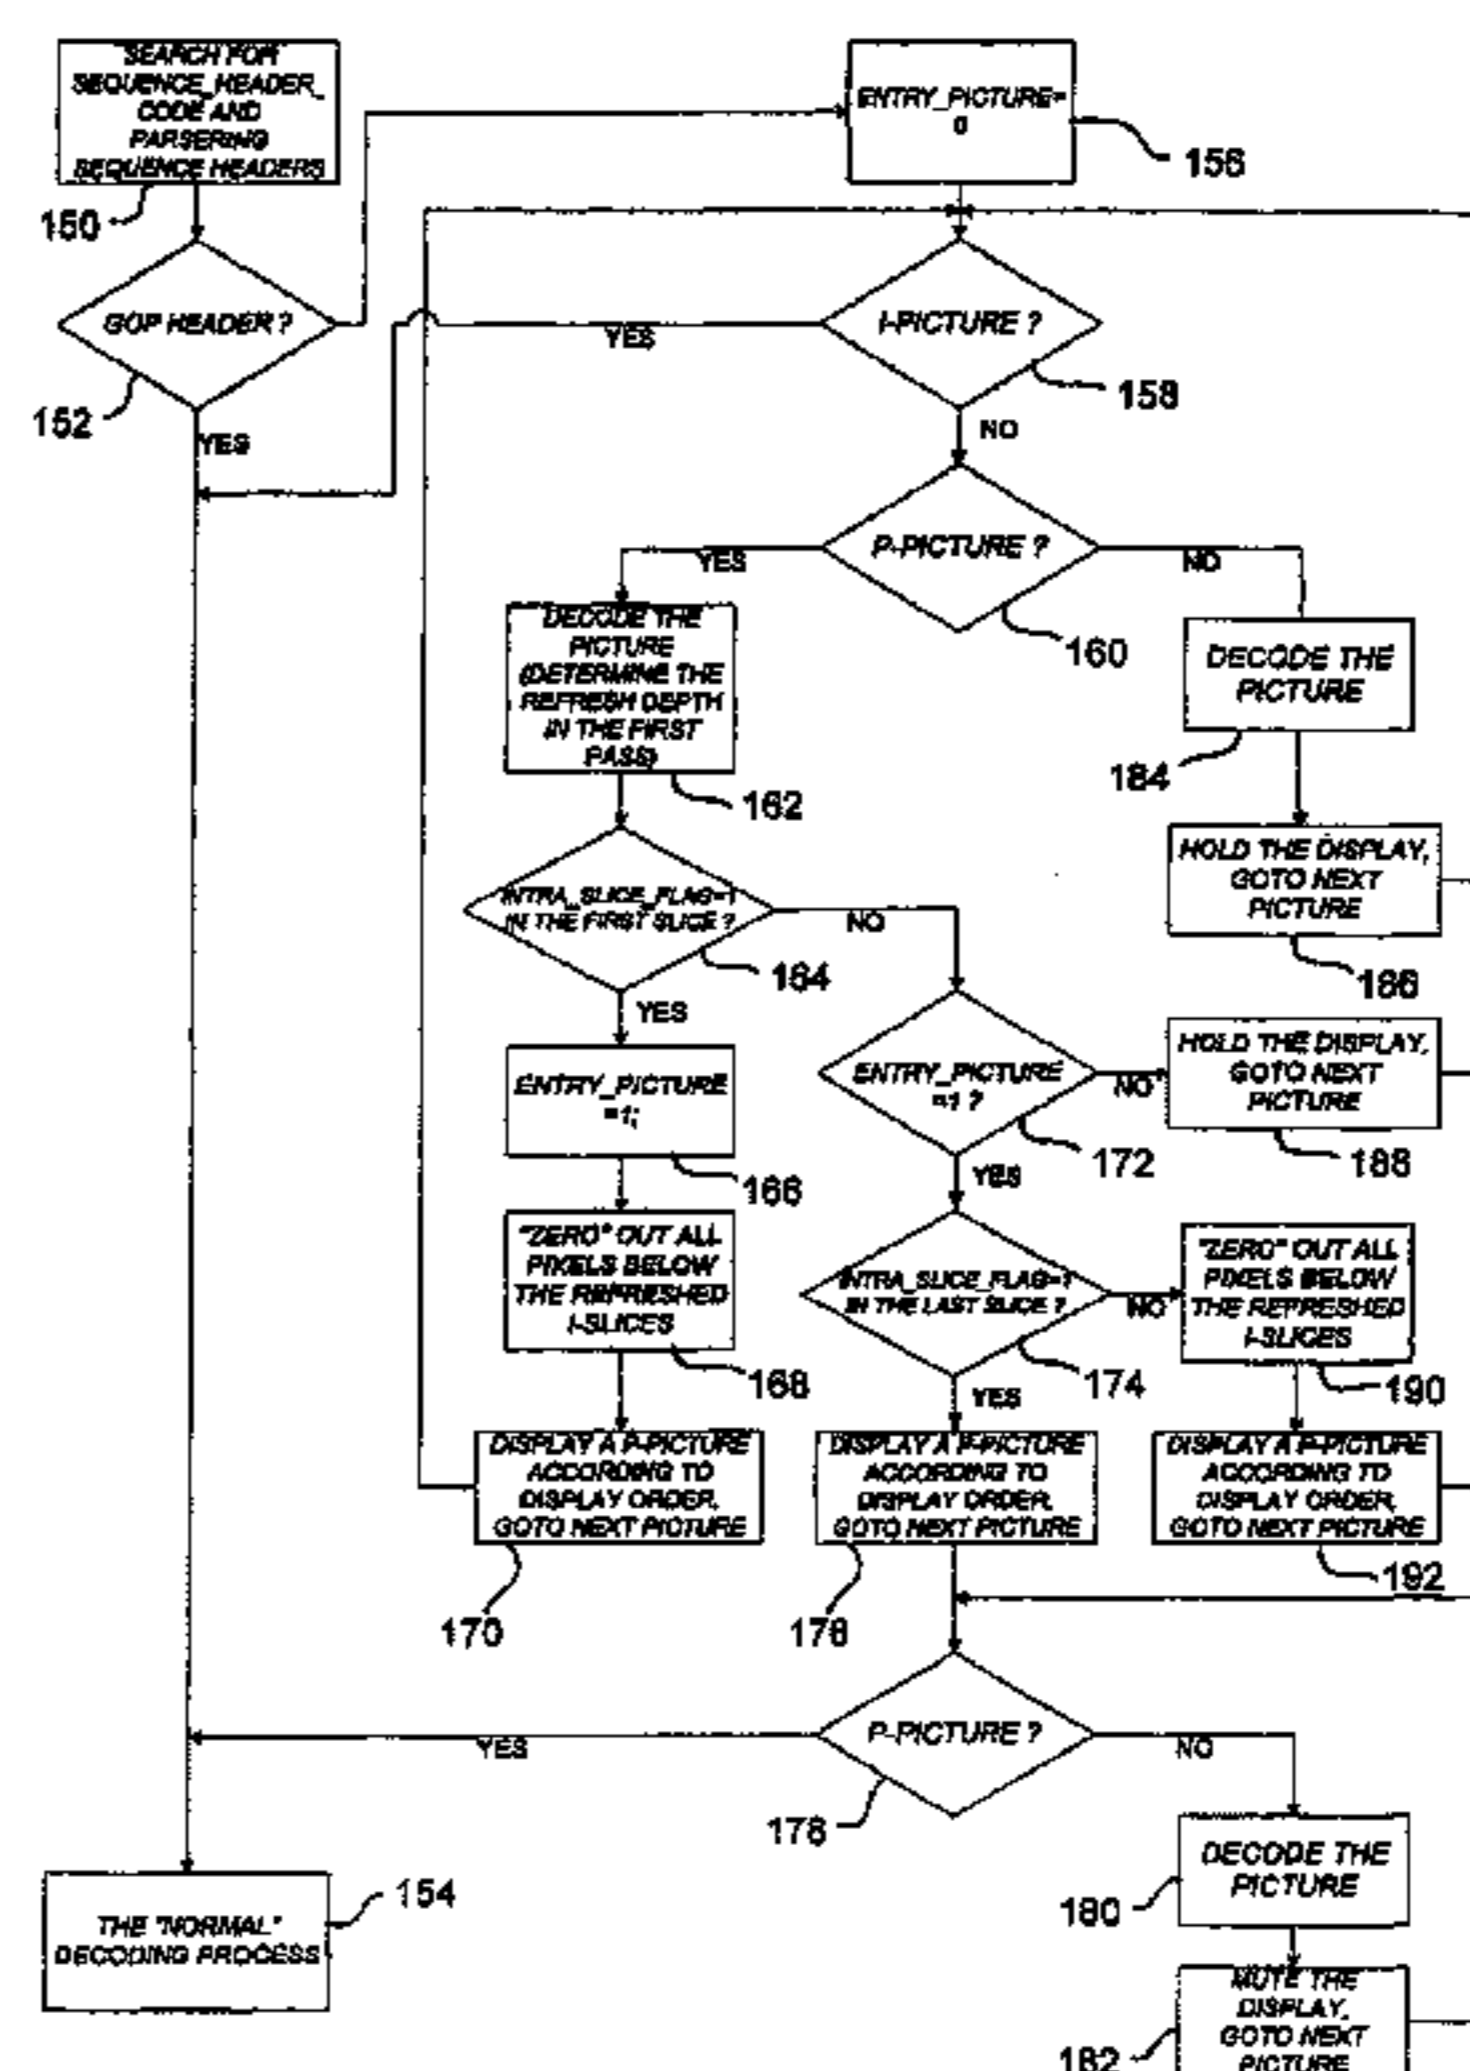 SEARCH FOR
SEQUENCE_HEADER_
CODE AND
PARSERING
SEQUENCE HEADERS
150
ENTRY_PICTURE=
0
156
GOP HEADER ?
152
YES
I-PICTURE ?
158
YES
NO
P-PICTURE ?
160
YES
NO
DECODE THE
PICTURE
(DETERMINE THE
REFRESH DEPTH
IN THE FIRST
PASS)
162
DECODE THE
PICTURE
184
INTRA_SLICE_FLAG=1
IN THE FIRST SLICE ?
164
NO
YES
HOLD THE DISPLAY,
GOTO NEXT
PICTURE
186
ENTRY_PICTURE
=1;
166
ENTRY_PICTURE
=1 ?
172
NO
YES
HOLD THE DISPLAY,
GOTO NEXT
PICTURE
188
"ZERO" OUT ALL
PIXELS BELOW
THE REFRESHED
I-SLICES
168
INTRA_SLICE_FLAG=1
IN THE LAST SLICE ?
174
NO
YES
"ZERO" OUT ALL
PIXELS BELOW
THE REFRESHED
I-SLICES
190
DISPLAY A P-PICTURE
ACCORDING TO
DISPLAY ORDER,
GOTO NEXT PICTURE
170
DISPLAY A P-PICTURE
ACCORDING TO
DISPLAY ORDER,
GOTO NEXT PICTURE
176
DISPLAY A P-PICTURE
ACCORDING TO
DISPLAY ORDER,
GOTO NEXT PICTURE
192
P-PICTURE ?
178
YES
NO
DECODE THE
PICTURE
180
THE "NORMAL"
DECODING PROCESS
154
MUTE THE
DISPLAY,
GOTO NEXT
PICTURE
182